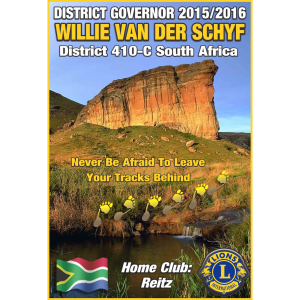 DISTRICT GOVERNOR 2015/2016
WILLIE VAN DER SCHYF
District 410-C South Africa
Never Be Afraid To Leave
Your Tracks Behind
Home Club:
Reitz
LIONS
L
INTERNATIONAL